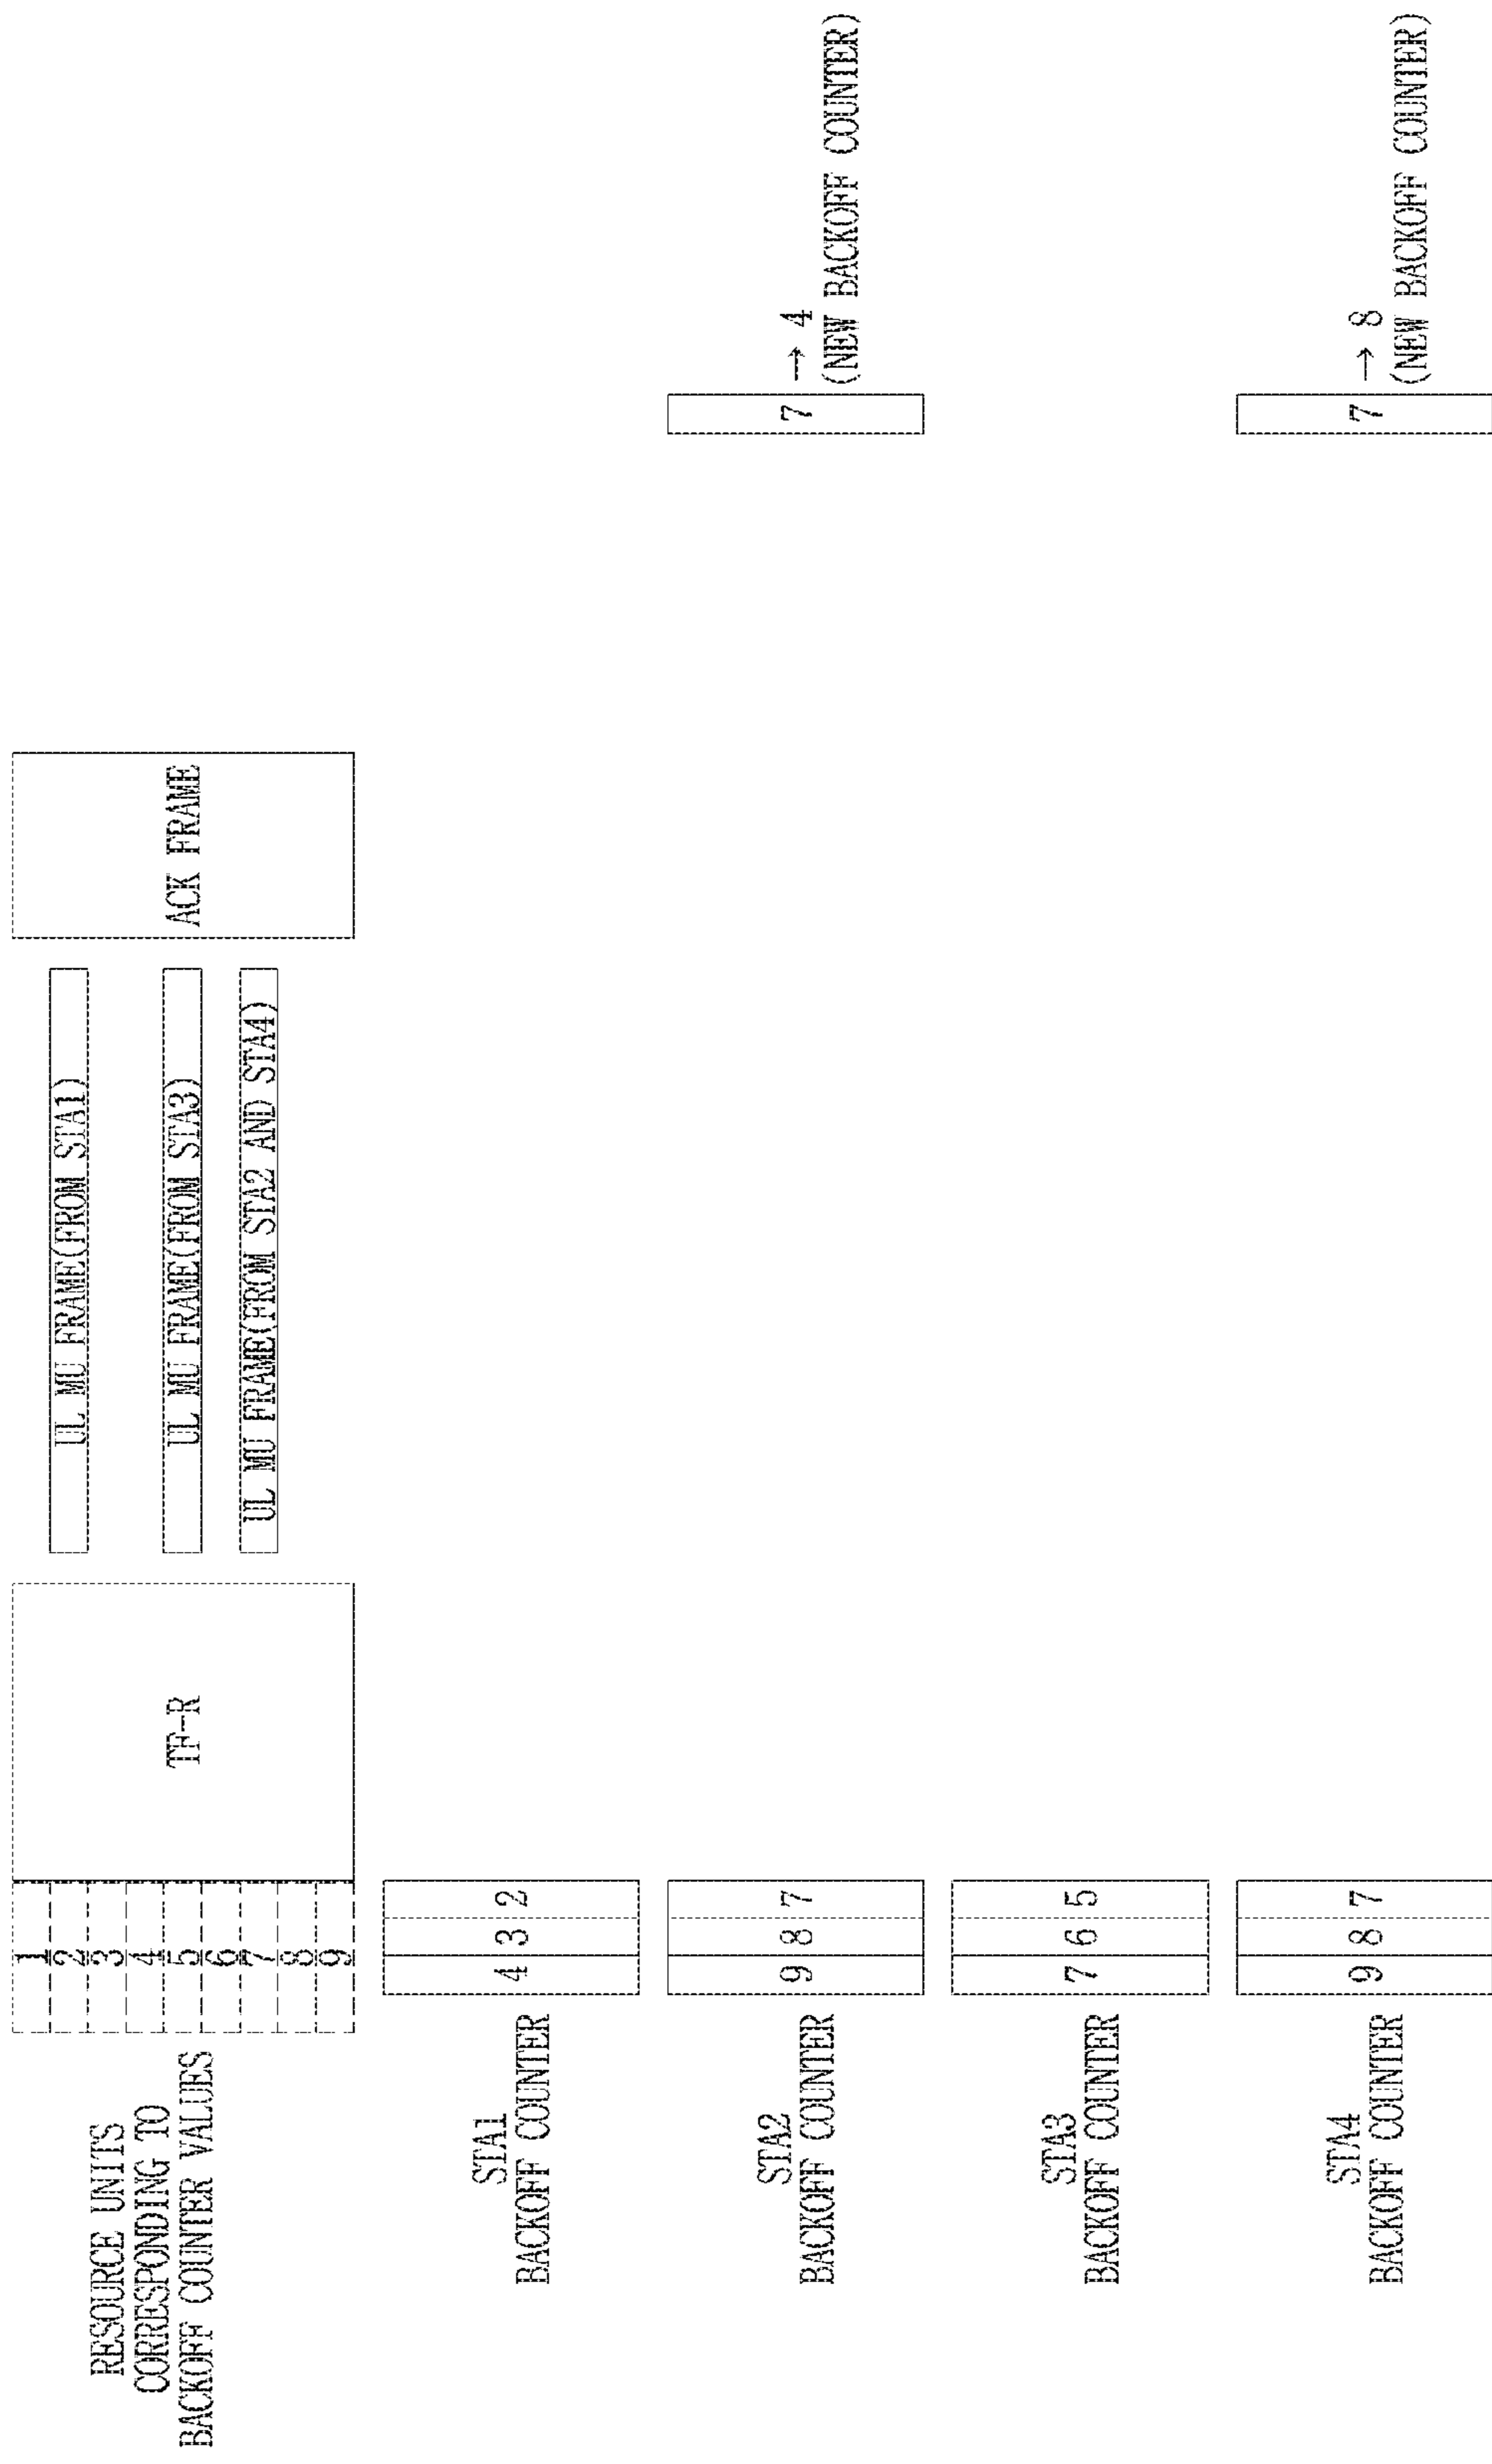 RESOURCE UNITS
CORRESPONDING TO
BACKOFF COUNTER VALUES
1
2
3
4
5
6
7
8
9
TF-R
UL MU FRAME(FROM STA1)
UL MU FRAME(FROM STA3)
UL MU FRAME(FROM STA2 AND STA4)
ACK FRAME
STA1
BACKOFF COUNTER
4 3 2
STA2
BACKOFF COUNTER
9 8 7
7 → 4
(NEW BACKOFF COUNTER)
STA3
BACKOFF COUNTER
7 6 5
STA4
BACKOFF COUNTER
9 8 7
7 → 8
(NEW BACKOFF COUNTER)